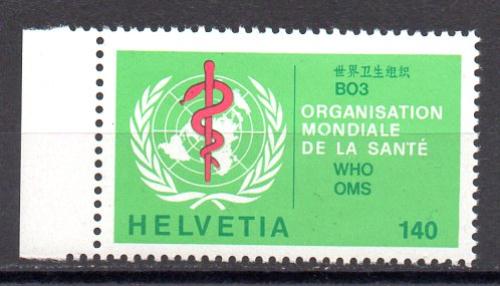 世界卫生组织
ВОЗ
ORGANISATION
MONDIALE
DE LA SANTÉ
WHO
OMS
HELVETIA
140